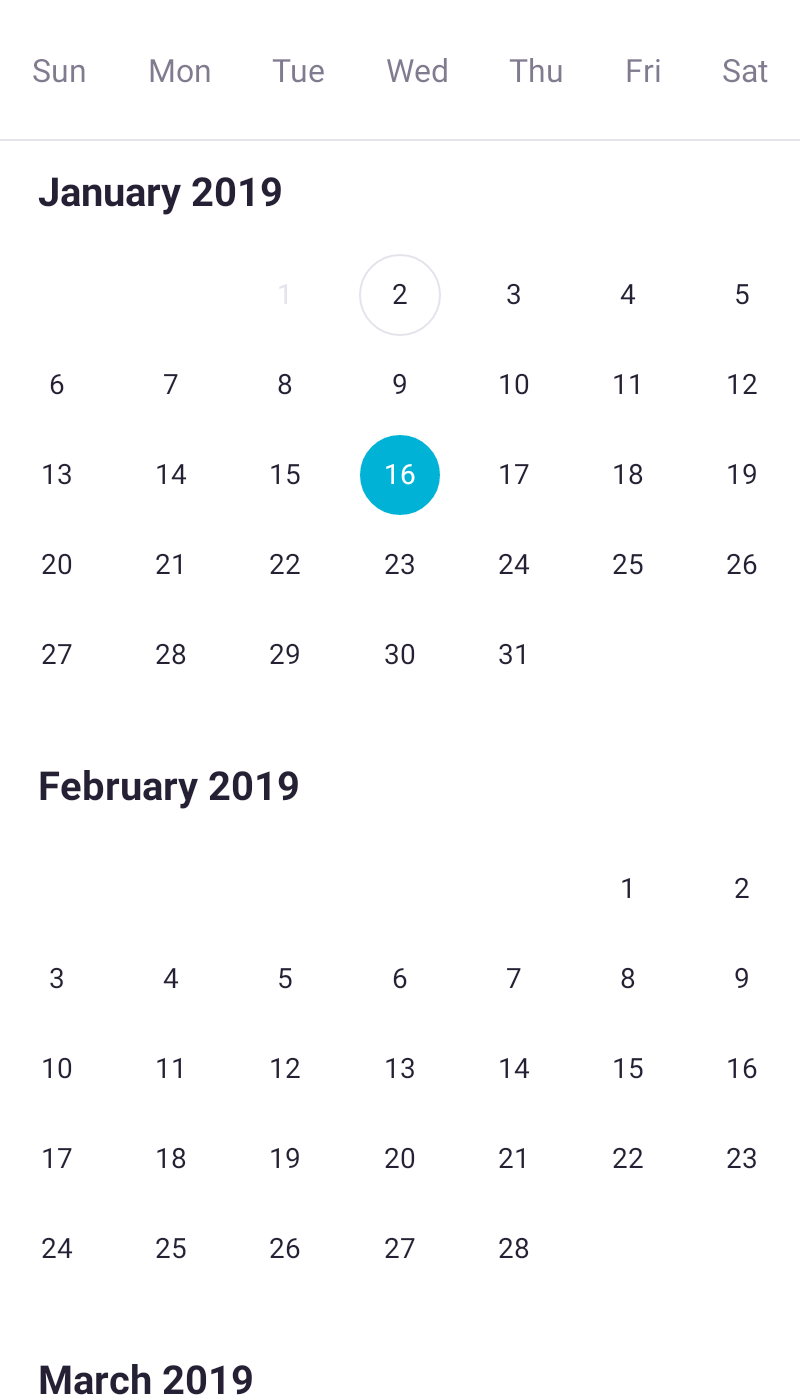 Sun Mon Tue Wed Thu Fri Sat
January 2019
1 2 3 4 5
6 7 8 9 10 11 12
13 14 15 16 17 18 19
20 21 22 23 24 25 26
27 28 29 30 31
February 2019
1 2
3 4 5 6 7 8 9
10 11 12 13 14 15 16
17 18 19 20 21 22 23
24 25 26 27 28
March 2019